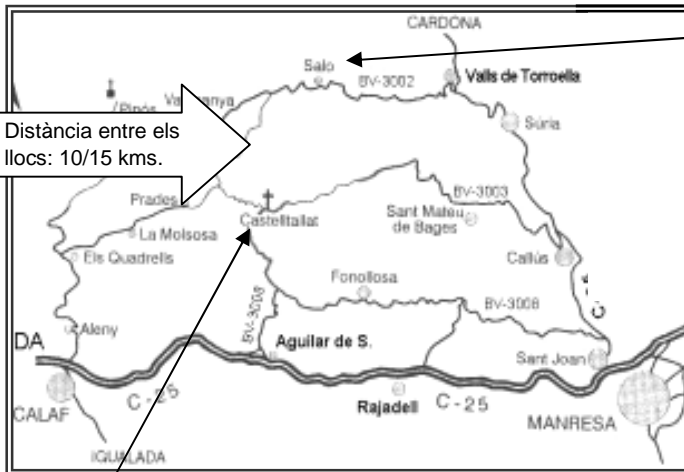 CARDONA
Salo
BV-3002
Valls de Torroella
Súria
Distància entre els
llocs: 10/15 kms.
Prades
Castelltallat
BV-3003
Sant Mateu
de Bages
La Molsosa
Els Quadrells
Callús
Fonollosa
BV-3008
BV-3008
Aleny
DA
Aguilar de S.
Sant Joan
CALAF
C-25
Rajadell
C-25
MANRESA
IGUALADA